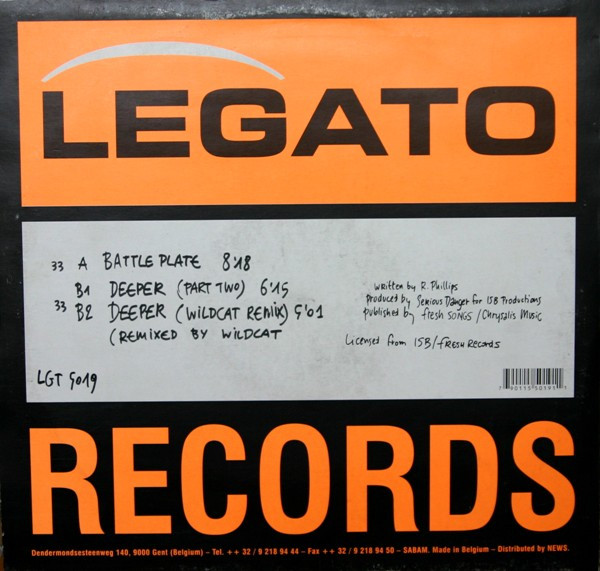 LEGATO
33 A BATTLE PLATE 8'18
B1 DEEPER (PART TWO) 6'15
33 B2 DEEPER (WILDCAT REMIX) 5'01
(REMIXED BY WILDCAT
written by R. Phillips
produced by Serious Danger for ISB Productions
published by fresh SONGS / Chrysalis Music
Licensed from ISB/fRESH RECORDS
LGT 5019
RECORDS
Dendermondsesteenweg 140, 9000 Gent (Belgium) – Tel. ++ 32 / 9 218 94 44 – Fax ++ 32 / 9 218 94 50 – SABAM. Made in Belgium – Distributed by NEWS.